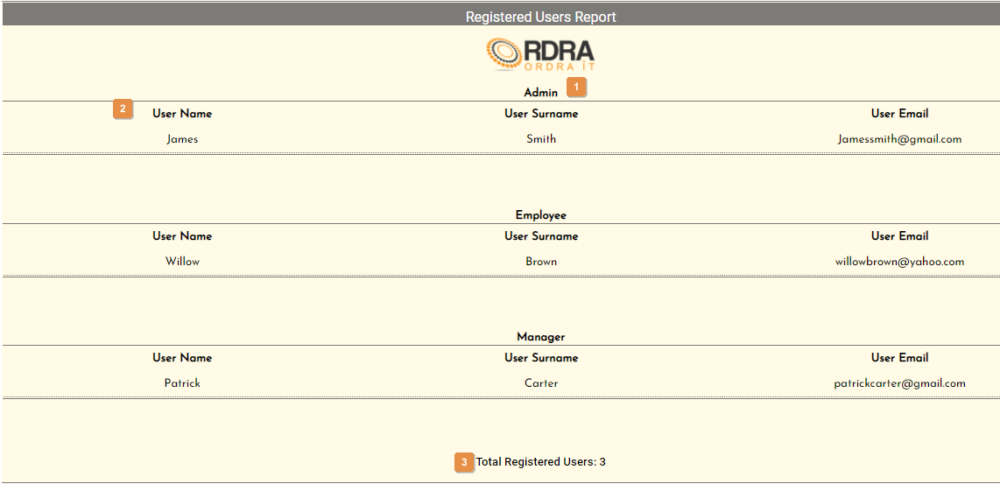 Registered Users Report
ORDRA
ORDRA IT
Admin 1
2 User Name User Surname User Email
James Smith Jamessmith@gmail.com
Employee
User Name User Surname User Email
Willow Brown willowbrown@yahoo.com
Manager
User Name User Surname User Email
Patrick Carter patrickcarter@gmail.com
3 Total Registered Users: 3